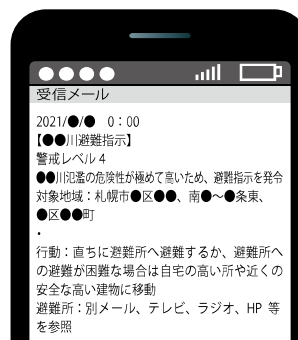 受信メール
2021/●/●　0：00
【●●川避難指示】
警戒レベル４
●●川氾濫の危険性が極めて高いため、避難指示を発令
対象地域：札幌市●区●●、南●～●条東、
●区●●町
・
行動：直ちに避難所へ避難するか、避難所へ
の避難が困難な場合は自宅の高い所や近くの
安全な高い建物に移動
避難所：別メール、テレビ、ラジオ、HP 等
を参照